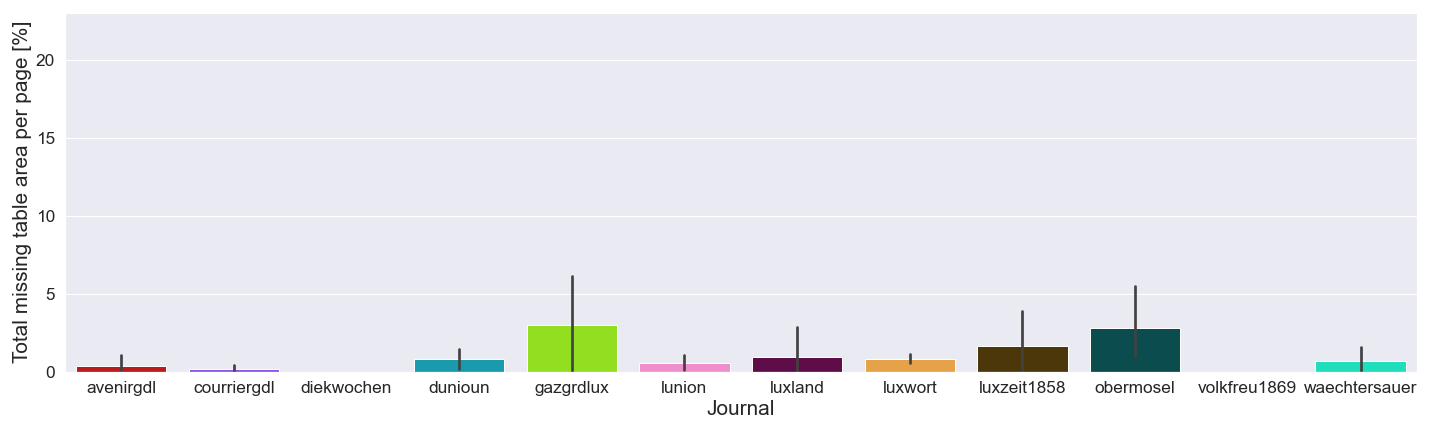 Total missing table area per page [%]
20
15
10
5
0
avenirgdl courriergdl diekwochen dunioun gazgrdlux lunion luxland luxwort luxzeit1858 obermosel volkfreu1869 waechtersauer
Journal